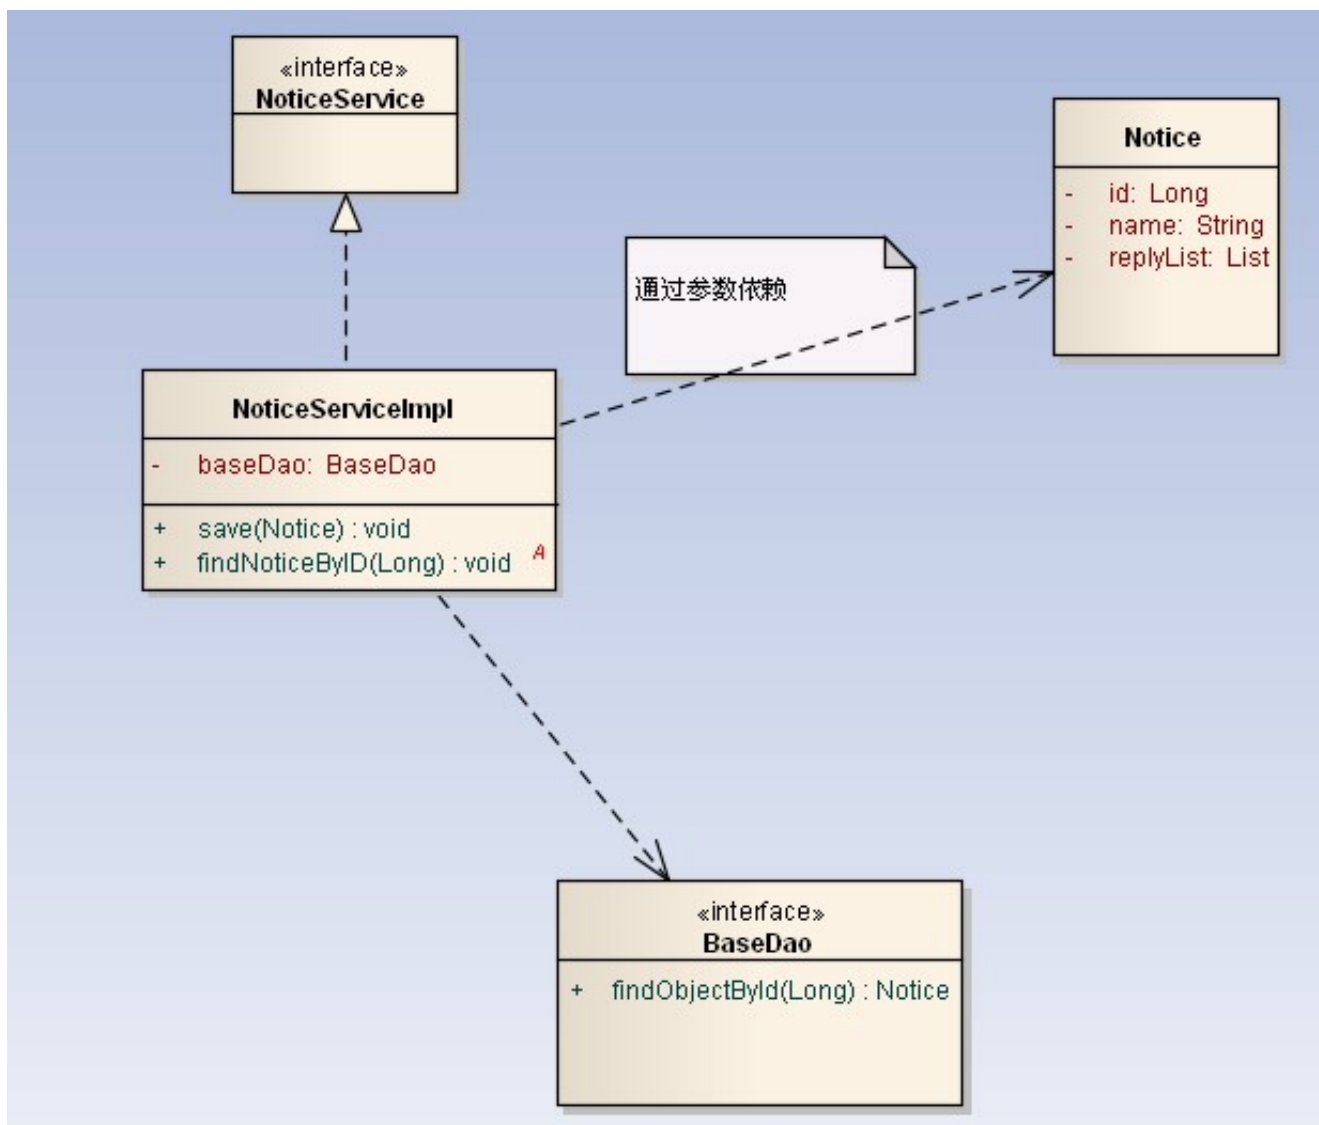 «interface»
NoticeService
Notice
- id: Long
- name: String
- replyList: List
通过参数依赖
NoticeServiceImpl
- baseDao: BaseDao
+ save(Notice) : void
+ findNoticeByID(Long) : void
A
«interface»
BaseDao
+ findObjectById(Long) : Notice